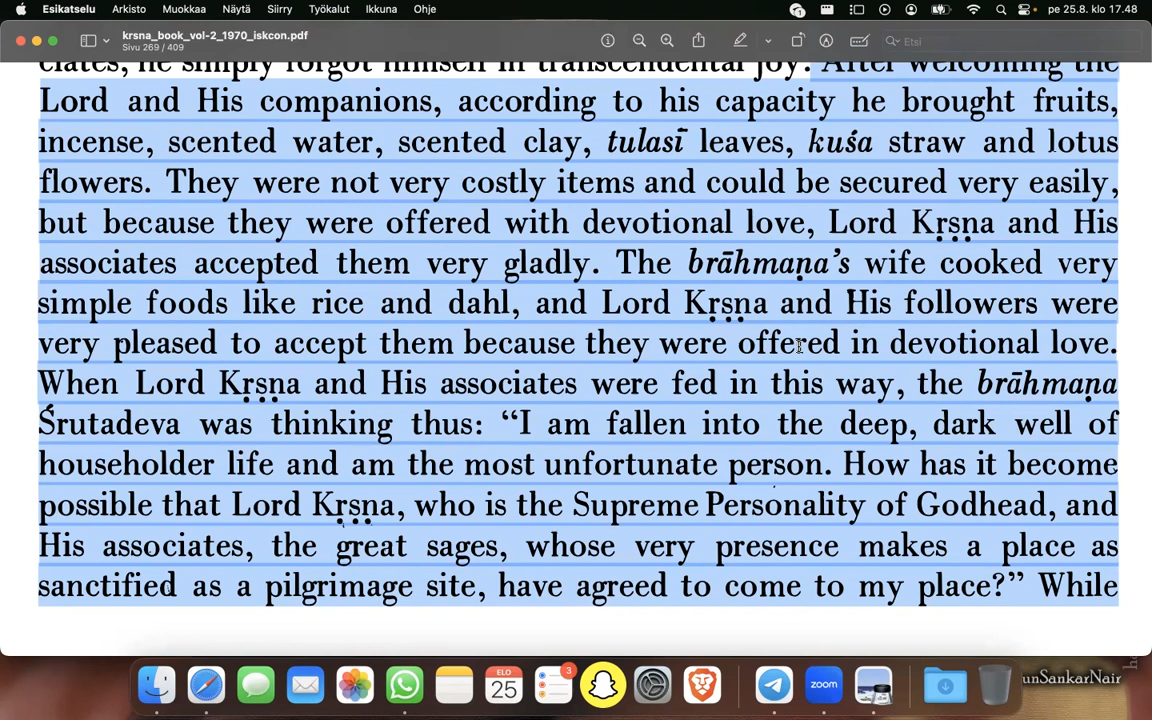 Esikatselu Arkisto Muokkaa Näytä Siirry Työkalut Ikkuna Ohje pe 25.8. klo 17.48
krsna_book_vol-2_1970_iskcon.pdf
Sivu 269 / 409
Etsi
ciates, he simply forgot himself in transcendental joy. After welcoming the
Lord and His companions, according to his capacity he brought fruits,
incense, scented water, scented clay, tulasī leaves, kuśa straw and lotus
flowers. They were not very costly items and could be secured very easily,
but because they were offered with devotional love, Lord Kṛṣṇa and His
associates accepted them very gladly. The brāhmaṇa’s wife cooked very
simple foods like rice and dahl, and Lord Kṛṣṇa and His followers were
very pleased to accept them because they were offered in devotional love.
When Lord Kṛṣṇa and His associates were fed in this way, the brāhmaṇa
Śrutadeva was thinking thus: “I am fallen into the deep, dark well of
householder life and am the most unfortunate person. How has it become
possible that Lord Kṛṣṇa, who is the Supreme Personality of Godhead, and
His associates, the great sages, whose very presence makes a place as
sanctified as a pilgrimage site, have agreed to come to my place?” While
ELO
25
3
zoom
unSankarNair